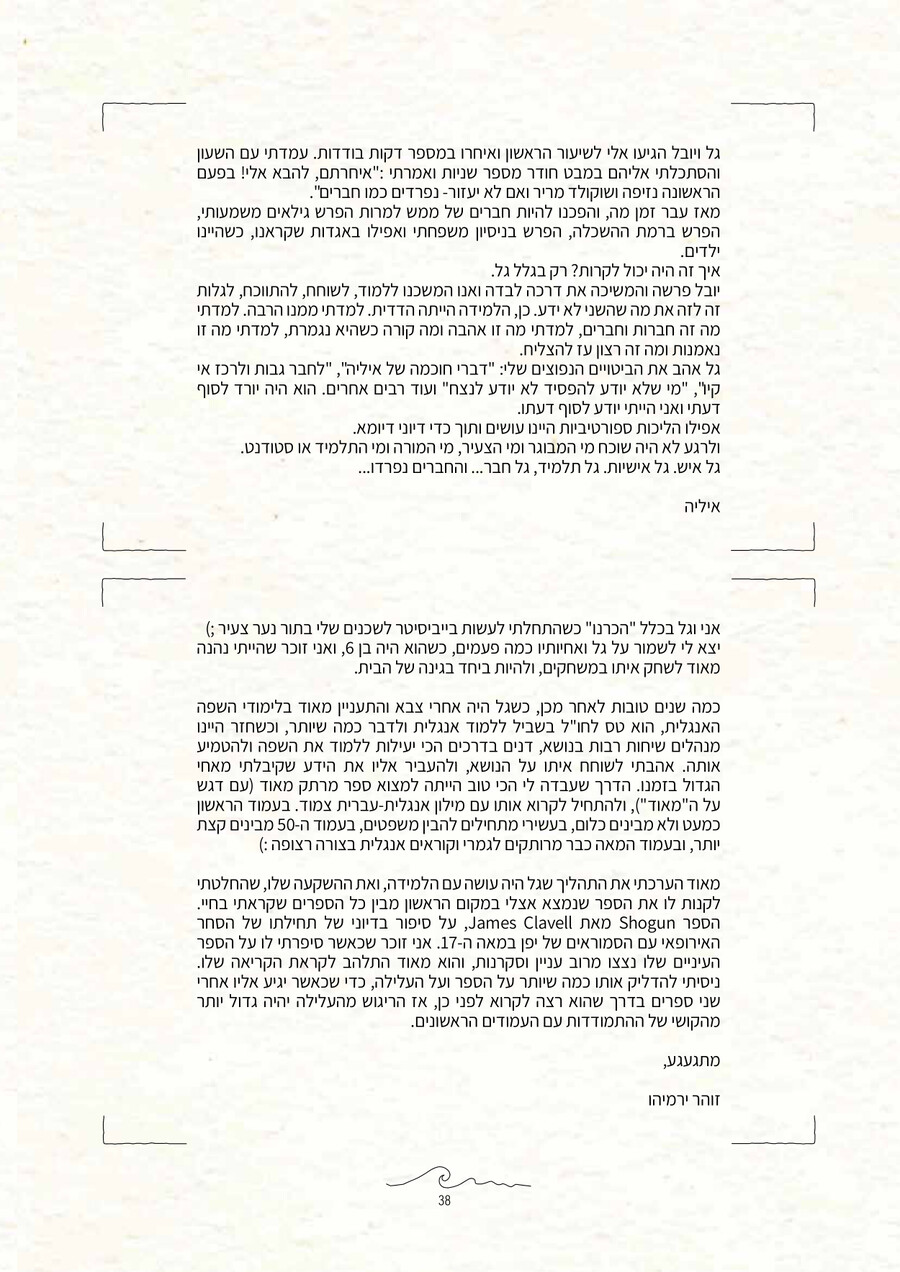 גל ויובל הגיעו אלי לשיעור הראשון ואיחרו במספר דקות בודדות. עמדתי עם השעון
והסתכלתי אליהם במבט חודר מספר שניות ואמרתי :"איחרתם, להבא אלי! בפעם
הראשונה נזיפה ושוקולד מריר ואם לא יעזור- נפרדים כמו חברים".
מאז עבר זמן מה, והפכנו להיות חברים של ממש למרות הפרש גילאים משמעותי,
הפרש ברמת ההשכלה, הפרש בניסיון משפחתי ואפילו באגדות שקראנו, כשהיינו
ילדים.
איך זה היה יכול לקרות? רק בגלל גל.
יובל פרשה והמשיכה את דרכה לבדה ואנו המשכנו ללמוד, לשוחח, להתווכח, לגלות
זה לזה את מה שהשני לא ידע. כן, הלמידה הייתה הדדית. למדתי ממנו הרבה. למדתי
מה זה חברות וחברים, למדתי מה זו אהבה ומה קורה כשהיא נגמרת, למדתי מה זו
נאמנות ומה זה רצון עז להצליח.
גל אהב את הביטויים הנפוצים שלי: "דברי חוכמה של איליה", "לחבר גבות ולרכז אי
קיו", "מי שלא יודע להפסיד לא יודע לנצח" ועוד רבים אחרים. הוא היה יורד לסוף
דעתי ואני הייתי יודע לסוף דעתו.
אפילו הליכות ספורטיביות היינו עושים ותוך כדי דיוני דיומא.
ולרגע לא היה שוכח מי המבוגר ומי הצעיר, מי המורה ומי התלמיד או סטודנט.
גל איש. גל אישיות. גל תלמיד, גל חבר... והחברים נפרדו...
איליה
אני וגל בכלל "הכרנו" כשהתחלתי לעשות בייביסיטר לשכנים שלי בתור נער צעיר ;)
יצא לי לשמור על גל ואחיותיו כמה פעמים, כשהוא היה בן 6, ואני זוכר שהייתי נהנה
מאוד לשחק איתו במשחקים, ולהיות ביחד בגינה של הבית.
כמה שנים טובות לאחר מכן, כשגל היה אחרי צבא והתעניין מאוד בלימודי השפה
האנגלית, הוא טס לחו"ל בשביל ללמוד אנגלית ולדבר כמה שיותר, וכשחזר היינו
מנהלים שיחות רבות בנושא, דנים בדרכים הכי יעילות ללמוד את השפה ולהטמיע
אותה. אהבתי לשוחח איתו על הנושא, ולהעביר אליו את הידע שקיבלתי מאחי
הגדול בזמנו. הדרך שעבדה לי הכי טוב הייתה למצוא ספר מרתק מאוד (עם דגש
על ה"מאוד"), ולהתחיל לקרוא אותו עם מילון אנגלית-עברית צמוד. בעמוד הראשון
כמעט ולא מבינים כלום, בעשירי מתחילים להבין משפטים, בעמוד ה-50 מבינים קצת
יותר, ובעמוד המאה כבר מרותקים לגמרי וקוראים אנגלית בצורה רצופה :)
מאוד הערכתי את התהליך שגל היה עושה עם הלמידה, ואת ההשקעה שלו, שהחלטתי
לקנות לו את הספר שנמצא אצלי במקום הראשון מבין כל הספרים שקראתי בחיי.
הספר Shogun מאת James Clavell, על סיפור בדיוני של תחילתו של הסחר
האירופאי עם הסמוראים של יפן במאה ה-17. אני זוכר שכאשר סיפרתי לו על הספר
העיניים שלו נצצו מרוב עניין וסקרנות, והוא מאוד התלהב לקראת הקריאה שלו.
ניסיתי להדליק אותו כמה שיותר על הספר ועל העלילה, כדי שכאשר יגיע אליו אחרי
שני ספרים בדרך שהוא רצה לקרוא לפני כן, אז הריגוש מהעלילה יהיה גדול יותר
מהקושי של ההתמודדות עם העמודים הראשונים.
מתגעגע,
זוהר ירמיהו
38